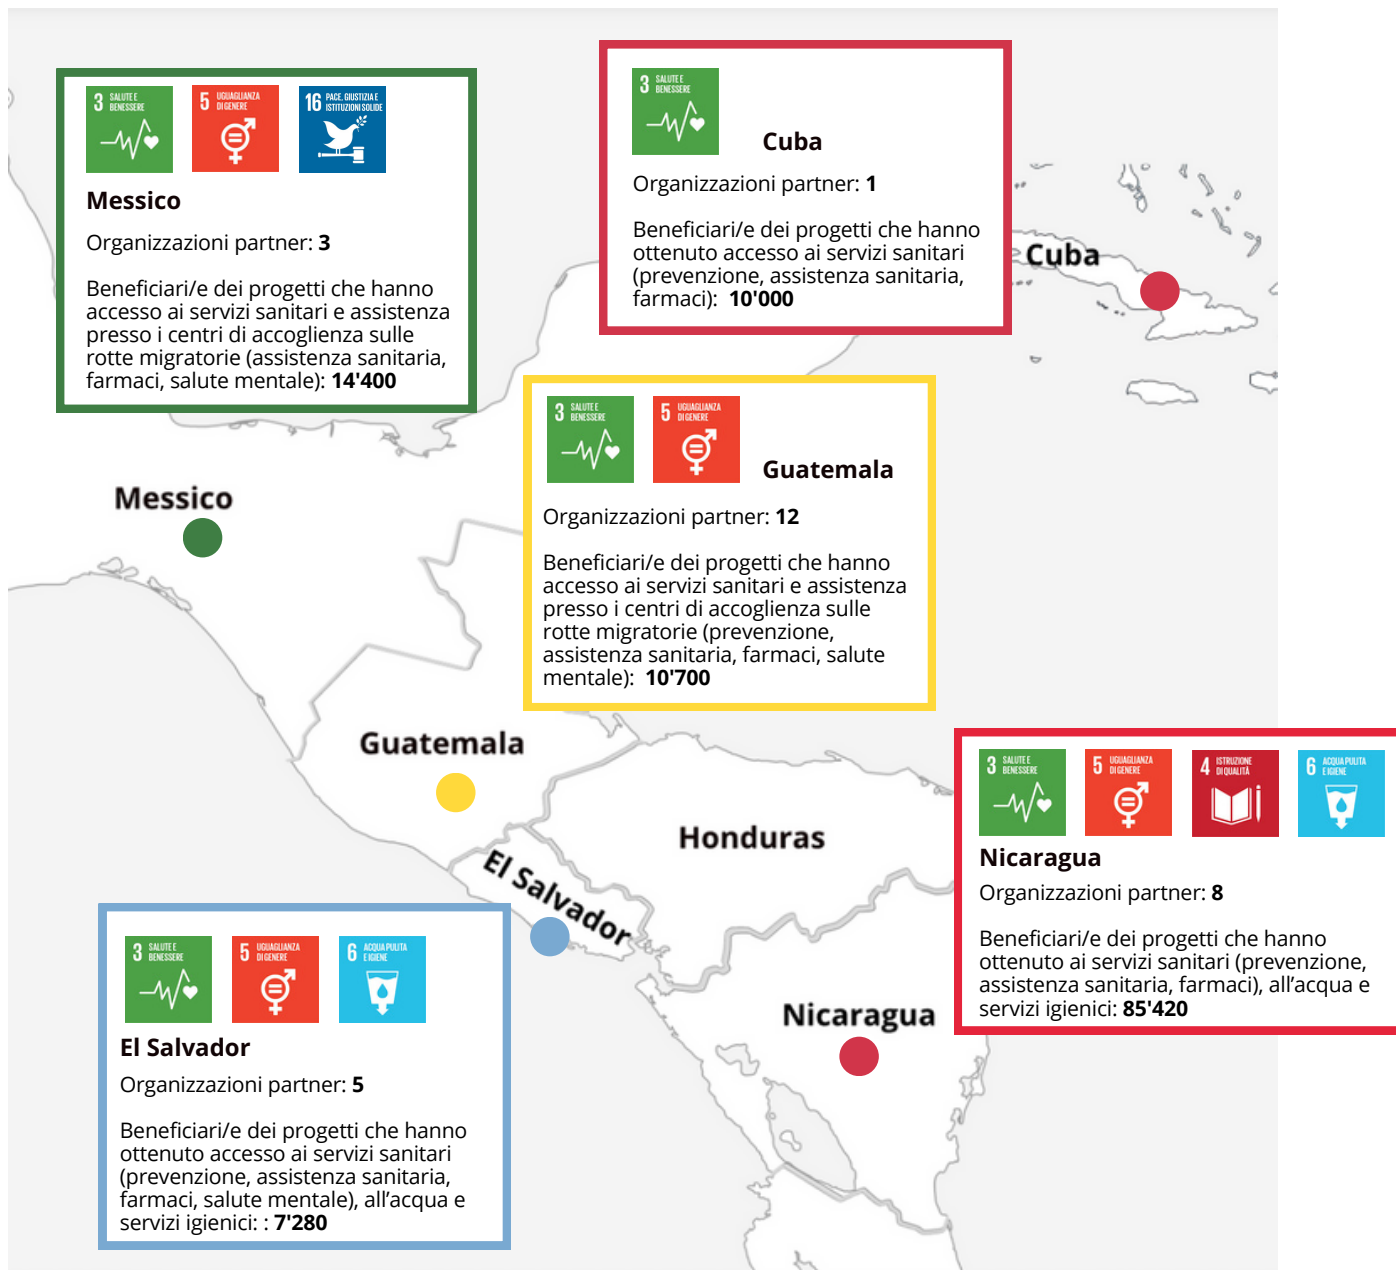 3 SALUTE E
BENESSERE
5 UGUAGLIANZA
DI GENERE
16 PACE, GIUSTIZIA E
ISTITUZIONI SOLIDE
Messico
Organizzazioni partner: 3
Beneficiari/e dei progetti che hanno
accesso ai servizi sanitari e assistenza
presso i centri di accoglienza sulle
rotte migratorie (assistenza sanitaria,
farmaci, salute mentale): 14'400
3 SALUTE E
BENESSERE
Cuba
Organizzazioni partner: 1
Beneficiari/e dei progetti che hanno
ottenuto accesso ai servizi sanitari
(prevenzione, assistenza sanitaria,
farmaci): 10'000
Cuba
3 SALUTE E
BENESSERE
5 UGUAGLIANZA
DI GENERE
Guatemala
Organizzazioni partner: 12
Beneficiari/e dei progetti che hanno
accesso ai servizi sanitari e assistenza
presso i centri di accoglienza sulle
rotte migratorie (prevenzione,
assistenza sanitaria, farmaci, salute
mentale): 10'700
Messico
Guatemala
Honduras
El Salvador
Nicaragua
3 SALUTE E
BENESSERE
5 UGUAGLIANZA
DI GENERE
4 ISTRUZIONE
DI QUALITÀ
6 ACQUA PULITA
E IGIENE
Nicaragua
Organizzazioni partner: 8
Beneficiari/e dei progetti che hanno
ottenuto ai servizi sanitari (prevenzione,
assistenza sanitaria, farmaci), all'acqua e
servizi igienici: 85'420
3 SALUTE E
BENESSERE
5 UGUAGLIANZA
DI GENERE
6 ACQUA PULITA
E IGIENE
El Salvador
Organizzazioni partner: 5
Beneficiari/e dei progetti che hanno
ottenuto accesso ai servizi sanitari
(prevenzione, assistenza sanitaria,
farmaci, salute mentale), all'acqua e
servizi igienici: : 7'280